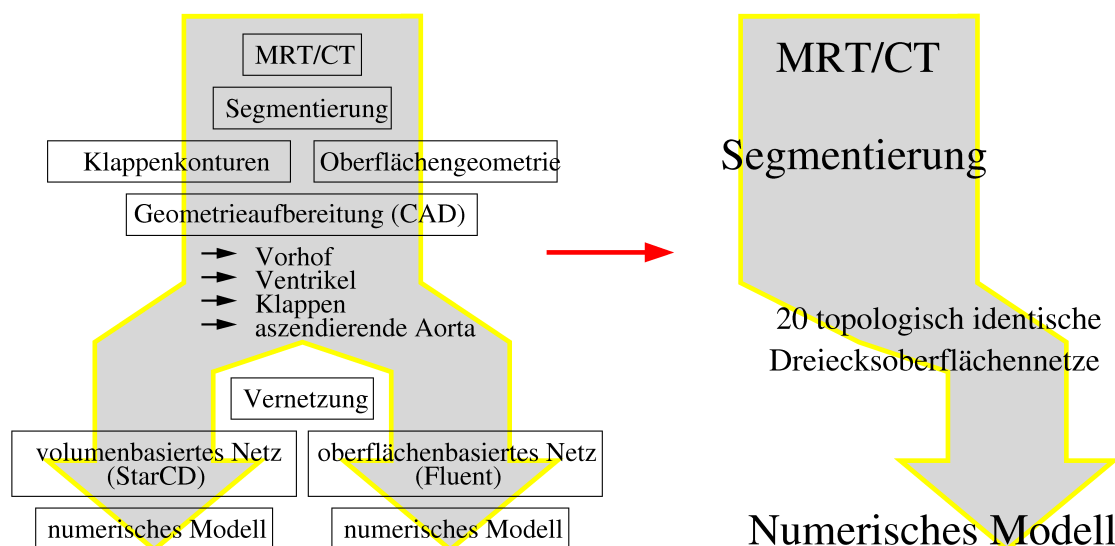 MRT/CT
Segmentierung
Klappenkonturen
Oberflächengeometrie
Geometrieaufbereitung (CAD)
Vorhof
Ventrikel
Klappen
aszendierende Aorta
Vernetzung
volumenbasiertes Netz
(StarCD)
oberflächenbasiertes Netz
(Fluent)
numerisches Modell
numerisches Modell
MRT/CT
Segmentierung
20 topologisch identische
Dreiecksoberflächennetze
Numerisches Modell